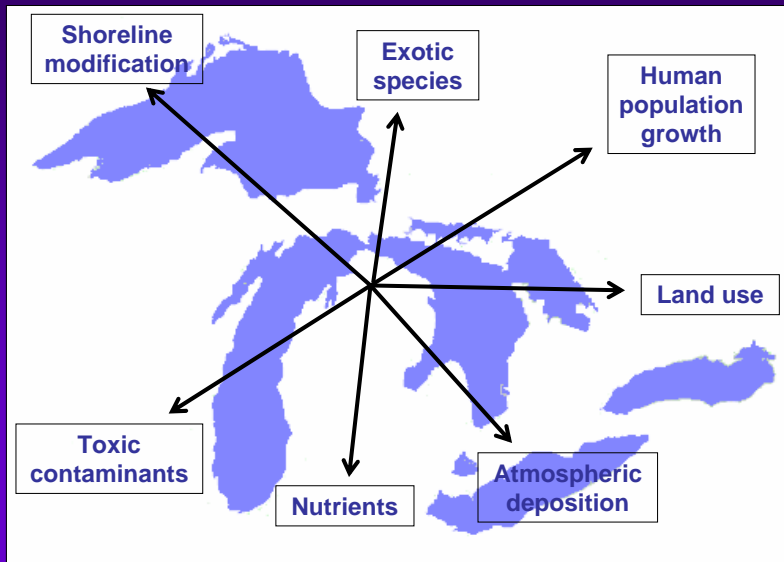 Shoreline
modification
Exotic
species
Human
population
growth
Land use
Toxic
contaminants
Nutrients
Atmospheric
deposition